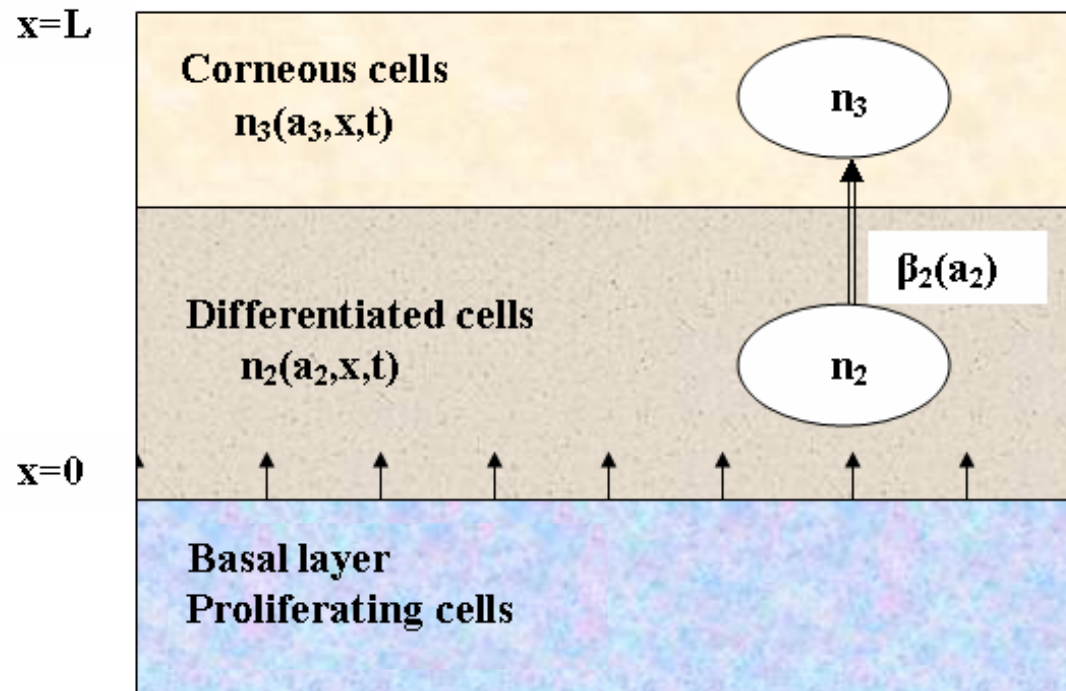 x=L
Corneous cells
n₃(a₃,x,t)
n₃
β₂(a₂)
Differentiated cells
n₂(a₂,x,t)
n₂
x=0
Basal layer
Proliferating cells